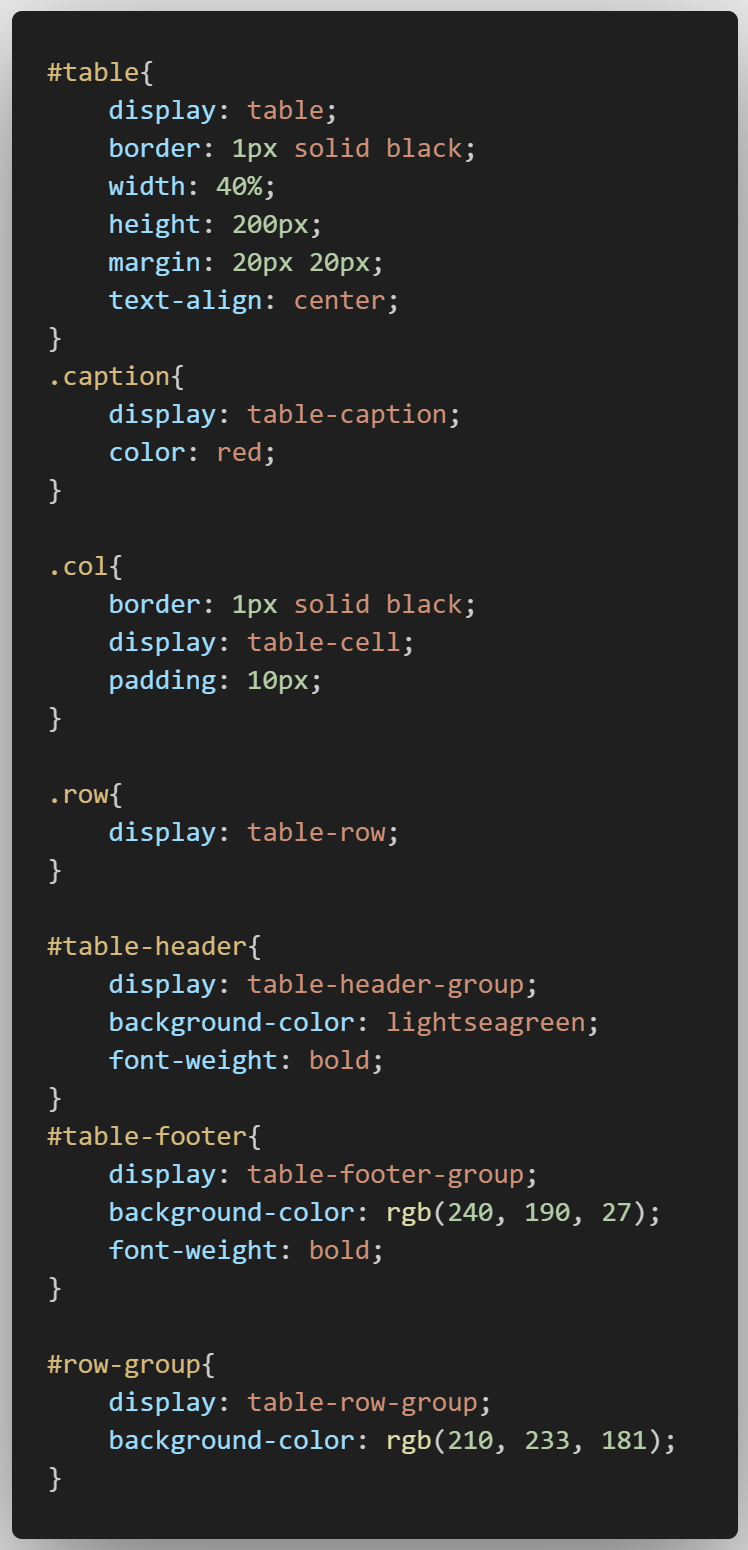 #table{
    display: table;
    border: 1px solid black;
    width: 40%;
    height: 200px;
    margin: 20px 20px;
    text-align: center;
}
.caption{
    display: table-caption;
    color: red;
}

.col{
    border: 1px solid black;
    display: table-cell;
    padding: 10px;
}

.row{
    display: table-row;
}

#table-header{
    display: table-header-group;
    background-color: lightseagreen;
    font-weight: bold;
}
#table-footer{
    display: table-footer-group;
    background-color: rgb(240, 190, 27);
    font-weight: bold;
}

#row-group{
    display: table-row-group;
    background-color: rgb(210, 233, 181);
}